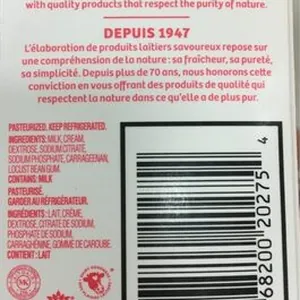 with quality products that respect the purity of nature.
DEPUIS 1947
L'élaboration de produits laitiers savoureux repose sur
une compréhension de la nature : sa fraîcheur, sa pureté,
sa simplicité. Depuis plus de 70 ans, nous honorons cette
conviction en vous offrant des produits de qualité qui
respectent la nature dans ce qu'elle a de plus pur.
PASTEURIZED. KEEP REFRIGERATED.
INGREDIENTS: MILK, CREAM,
DEXTROSE, SODIUM CITRATE,
SODIUM PHOSPHATE, CARRAGEENAN,
LOCUST BEAN GUM.
CONTAINS: MILK
PASTEURISÉ.
GARDER AU RÉFRIGÉRATEUR.
INGRÉDIENTS : LAIT, CRÈME,
DEXTROSE, CITRATE DE SODIUM,
PHOSPHATE DE SODIUM,
CARRAGHÉNINE, GOMME DE CAROUBE.
CONTIENT : LAIT
MK
68200 20275 4